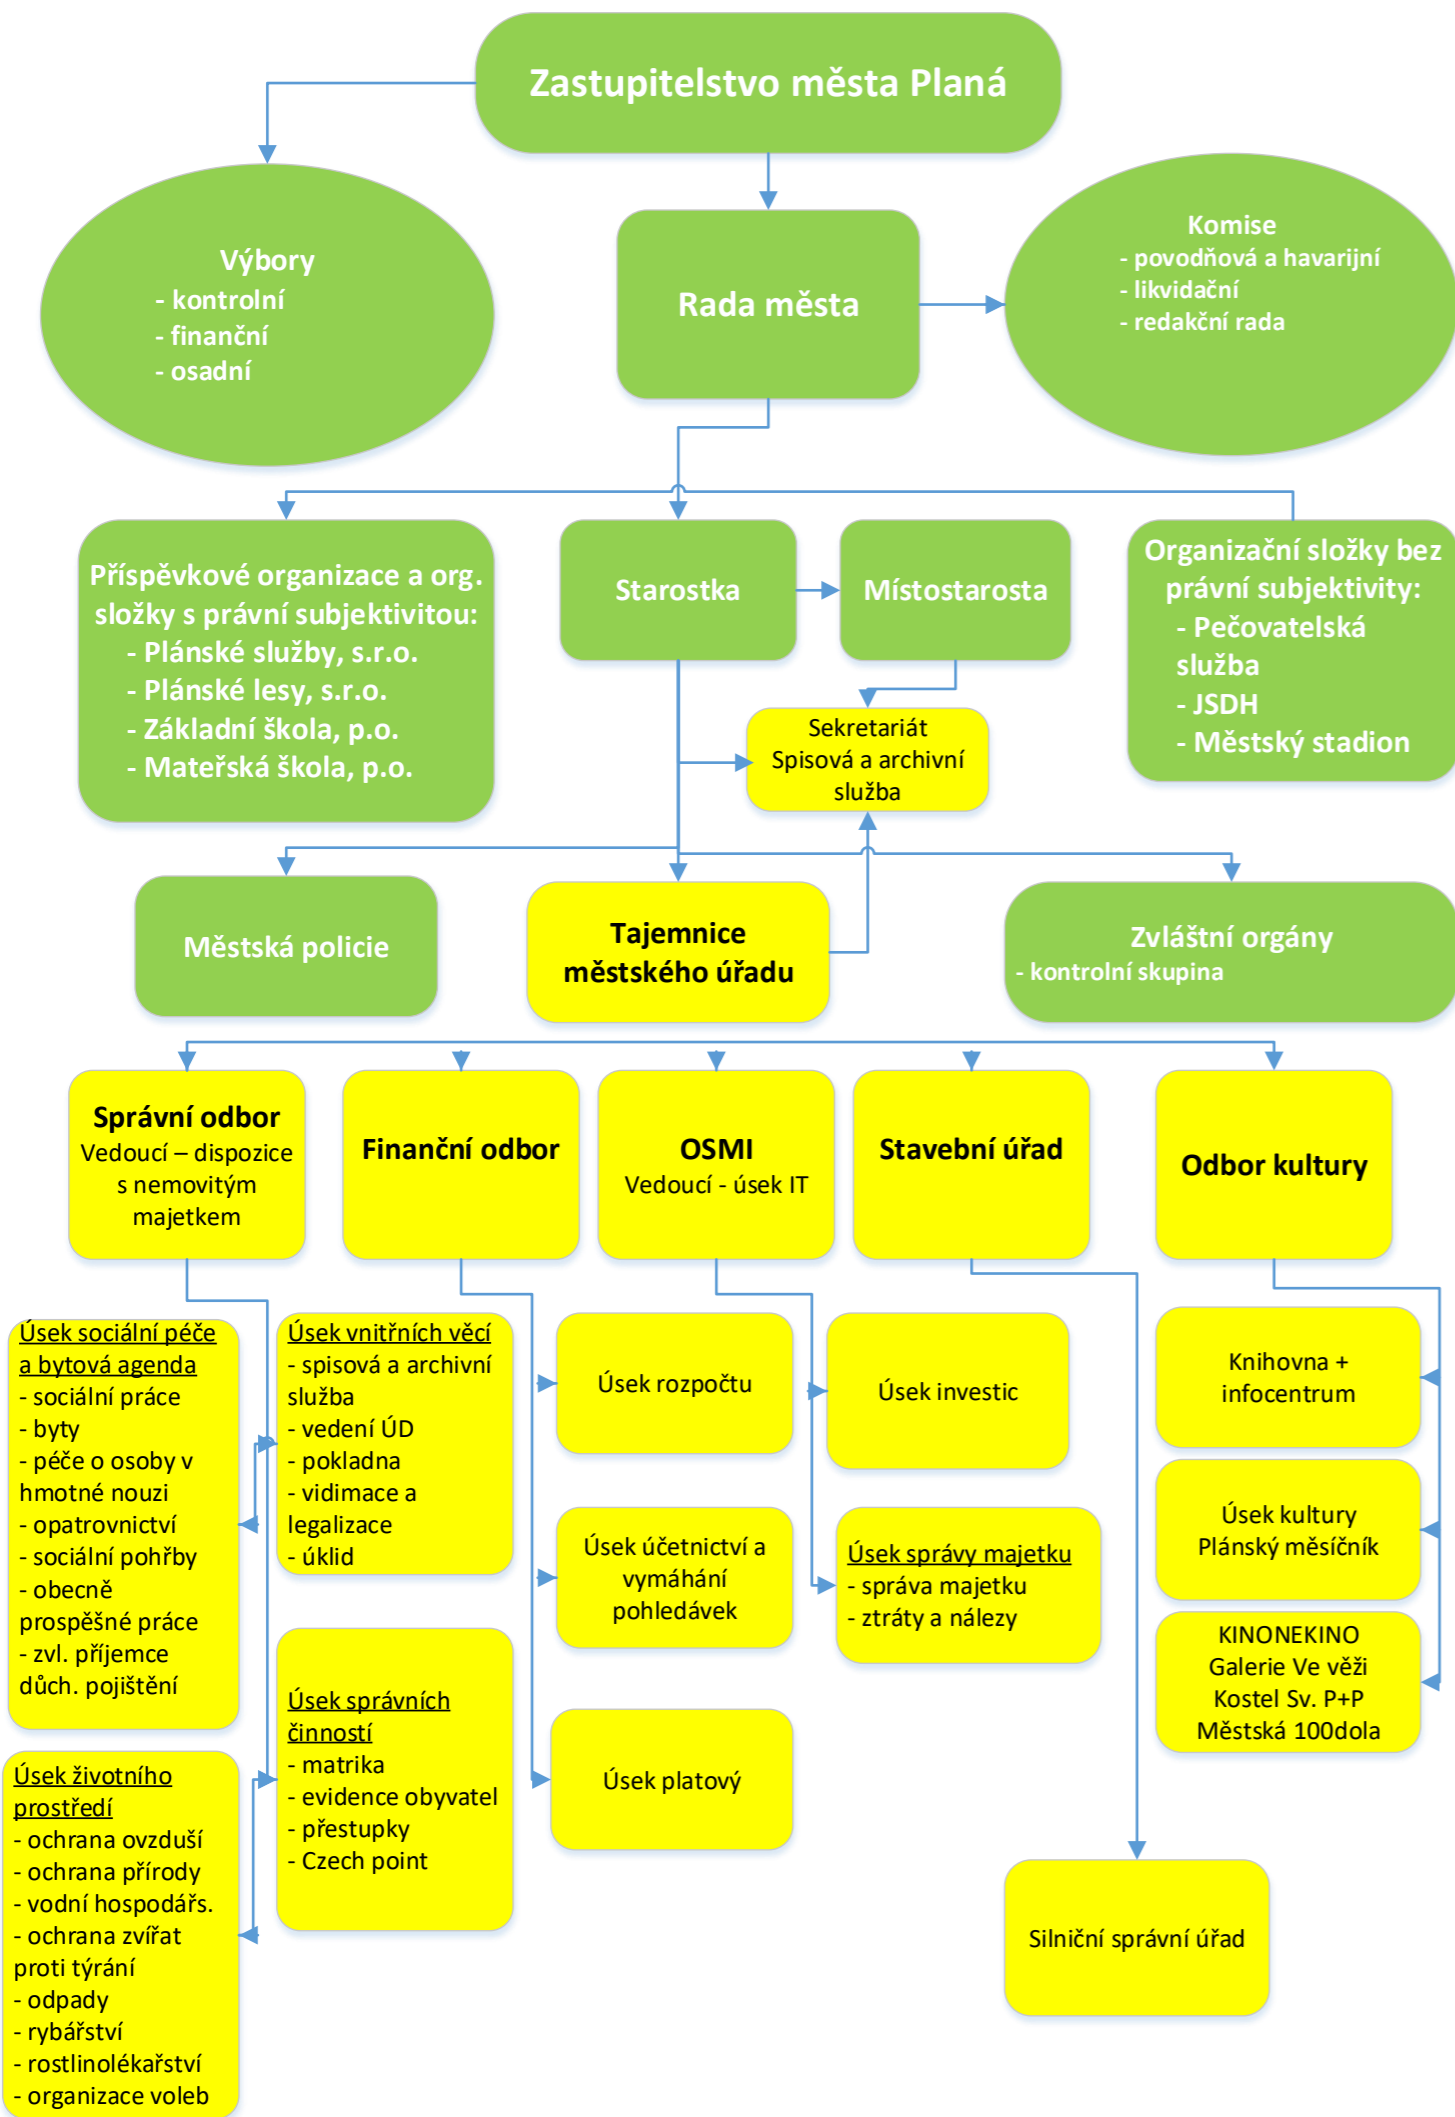 Zastupitelstvo města Planá
Výbory
- kontrolní
- finanční
- osadní
Rada města
Komise
- povodňová a havarijní
- likvidační
- redakční rada
Příspěvkové organizace a org.
složky s právní subjektivitou:
- Plánské služby, s.r.o.
- Plánské lesy, s.r.o.
- Základní škola, p.o.
- Mateřská škola, p.o.
Starostka
Místostarosta
Organizační složky bez
právní subjektivity:
- Pečovatelská
služba
- JSDH
- Městský stadion
Sekretariát
Spisová a archivní
služba
Městská policie
Tajemnice
městského úřadu
Zvláštní orgány
- kontrolní skupina
Správní odbor
Vedoucí – dispozice
s nemovitým
majetkem
Finanční odbor
OSMI
Vedoucí - úsek IT
Stavební úřad
Odbor kultury
Úsek sociální péče
a bytová agenda
- sociální práce
- byty
- péče o osoby v
hmotné nouzi
- opatrovnictví
- sociální pohřby
- obecně
prospěšné práce
- zvl. příjemce
důch. pojištění
Úsek vnitřních věcí
- spisová a archivní
služba
- vedení ÚD
- pokladna
- vidimace a
legalizace
- úklid
Úsek rozpočtu
Úsek investic
Knihovna +
infocentrum
Úsek účetnictví a
vymáhání
pohledávek
Úsek správy majetku
- správa majetku
- ztráty a nálezy
Úsek kultury
Plánský měsíčník
KINONEKINO
Galerie Ve věži
Kostel Sv. P+P
Městská 100dola
Úsek životního
prostředí
- ochrana ovzduší
- ochrana přírody
- vodní hospodářs.
- ochrana zvířat
proti týrání
- odpady
- rybářství
- rostlinolékařství
- organizace voleb
Úsek správních
činností
- matrika
- evidence obyvatel
- přestupky
- Czech point
Úsek platový
Silniční správní úřad